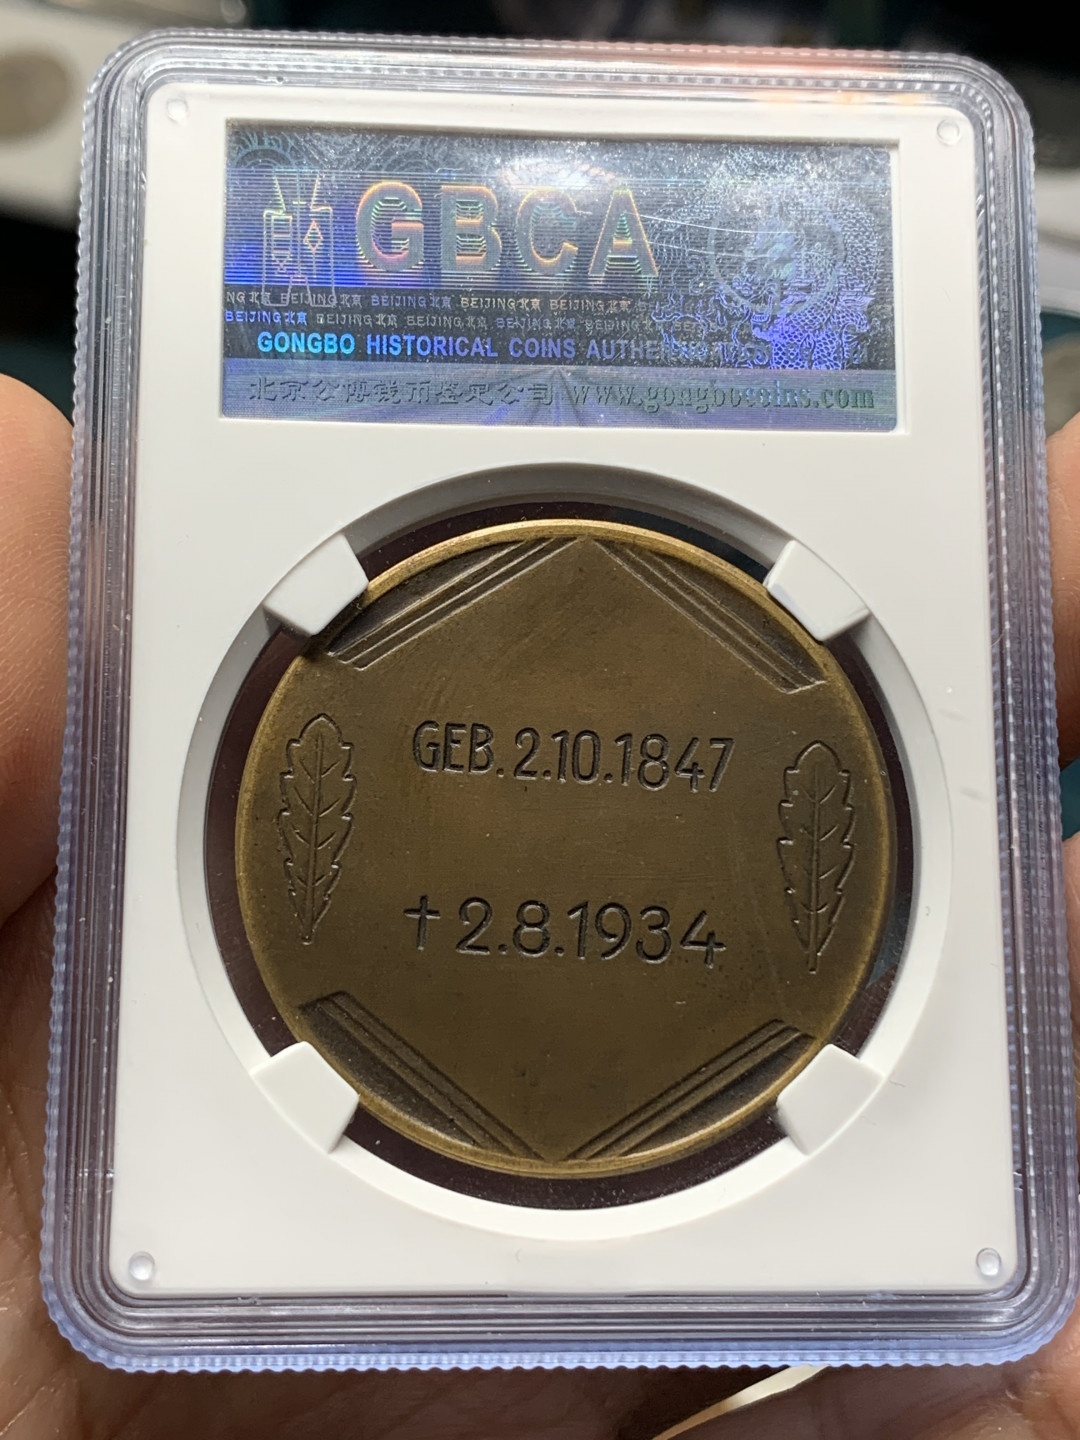 GBCA
NG北京 BEIJING北京 BEIJING北京 BEIJING北京 BEIJING北京
BEIJING北京 BEIJING北京 BEIJING北京 BEIJING北京 BEIJING北京
GONGBO HISTORICAL COINS
北京公博钱币鉴定公司 www.gongbocoins.com
GEB. 2.10.1847
† 2.8.1934